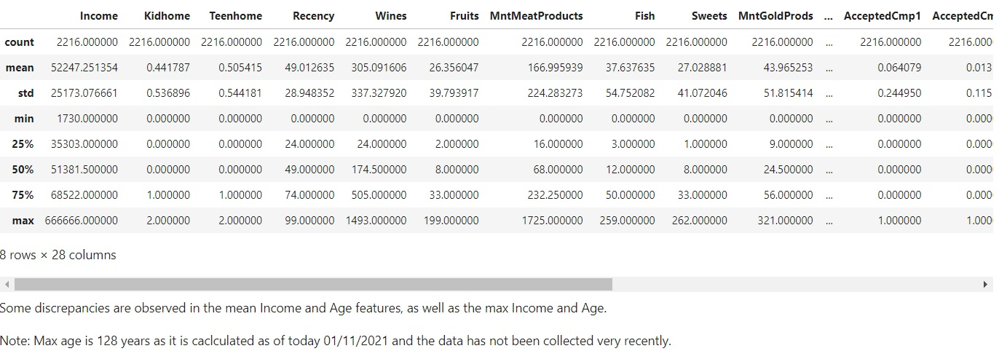 Income Kidhome Teenhome Recency Wines Fruits MntMeatProducts Fish Sweets MntGoldProds ... AcceptedCmp1 AcceptedCm
count 2216.000000 2216.000000 2216.000000 2216.000000 2216.000000 2216.000000 2216.000000 2216.000000 2216.000000 2216.000000 ... 2216.000000 2216.000
mean 52247.251354 0.441787 0.505415 49.012635 305.091606 26.356047 166.995939 37.637635 27.028881 43.965253 ... 0.064079 0.013
std 25173.076661 0.536896 0.544181 28.948352 337.327920 39.793917 224.283273 54.752082 41.072046 51.815414 ... 0.244950 0.115
min 1730.000000 0.000000 0.000000 0.000000 0.000000 0.000000 0.000000 0.000000 0.000000 0.000000 ... 0.000000 0.000
25% 35303.000000 0.000000 0.000000 24.000000 24.000000 2.000000 16.000000 3.000000 1.000000 9.000000 ... 0.000000 0.000
50% 51381.500000 0.000000 0.000000 49.000000 174.500000 8.000000 68.000000 12.000000 8.000000 24.500000 ... 0.000000 0.000
75% 68522.000000 1.000000 1.000000 74.000000 505.000000 33.000000 232.250000 50.000000 33.000000 56.000000 ... 0.000000 0.000
max 666666.000000 2.000000 2.000000 99.000000 1493.000000 199.000000 1725.000000 259.000000 262.000000 321.000000 ... 1.000000 1.000
8 rows × 28 columns
Some discrepancies are observed in the mean Income and Age features, as well as the max Income and Age.
Note: Max age is 128 years as it is caclculated as of today 01/11/2021 and the data has not been collected very recently.